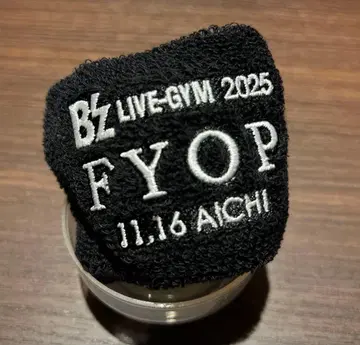 B'z LIVE-GYM 2025
FYOP
11,16 AICHI